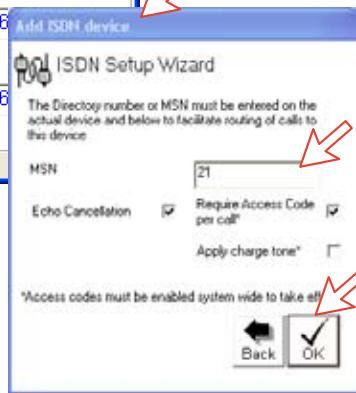 Add ISDN device
ISDN Setup Wizard
The Directory number or MSN must be entered on the
actual device and below to facilitate routing of calls to
this device
MSN
21
Echo Cancellation
Require Access Code
per call*
Apply charge tone*
*Access codes must be enabled system wide to take
Back
OK